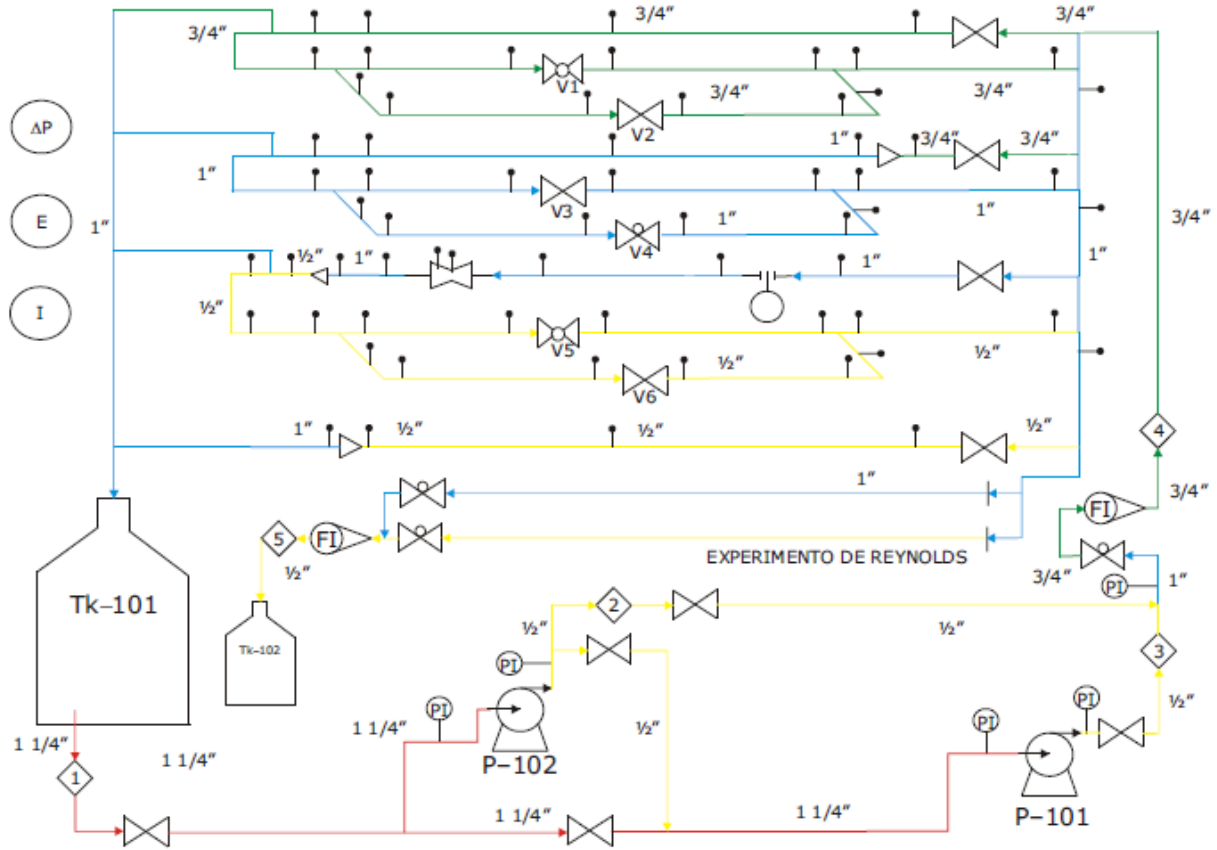 3/4″ 3/4″ 3/4″
V1
3/4″ 3/4″
V2
ΔP
1″ 3/4″ 3/4″
1″
V3
1″ 1″
V4
3/4″
E
1″
½″ 1″ 1″ 1″
I
½″
V5
½″ ½″
V6
1″ ½″ ½″ ½″
4
1″
3/4″
FI
5
FI
½″
EXPERIMENTO DE REYNOLDS
3/4″
PI
1″
Tk–101
Tk–102
2
½″
½″
3
PI
PI
½″
½″
1 1/4″
1 1/4″
1 1/4″
PI
PI
P–102
P–101
1
1 1/4″
1 1/4″